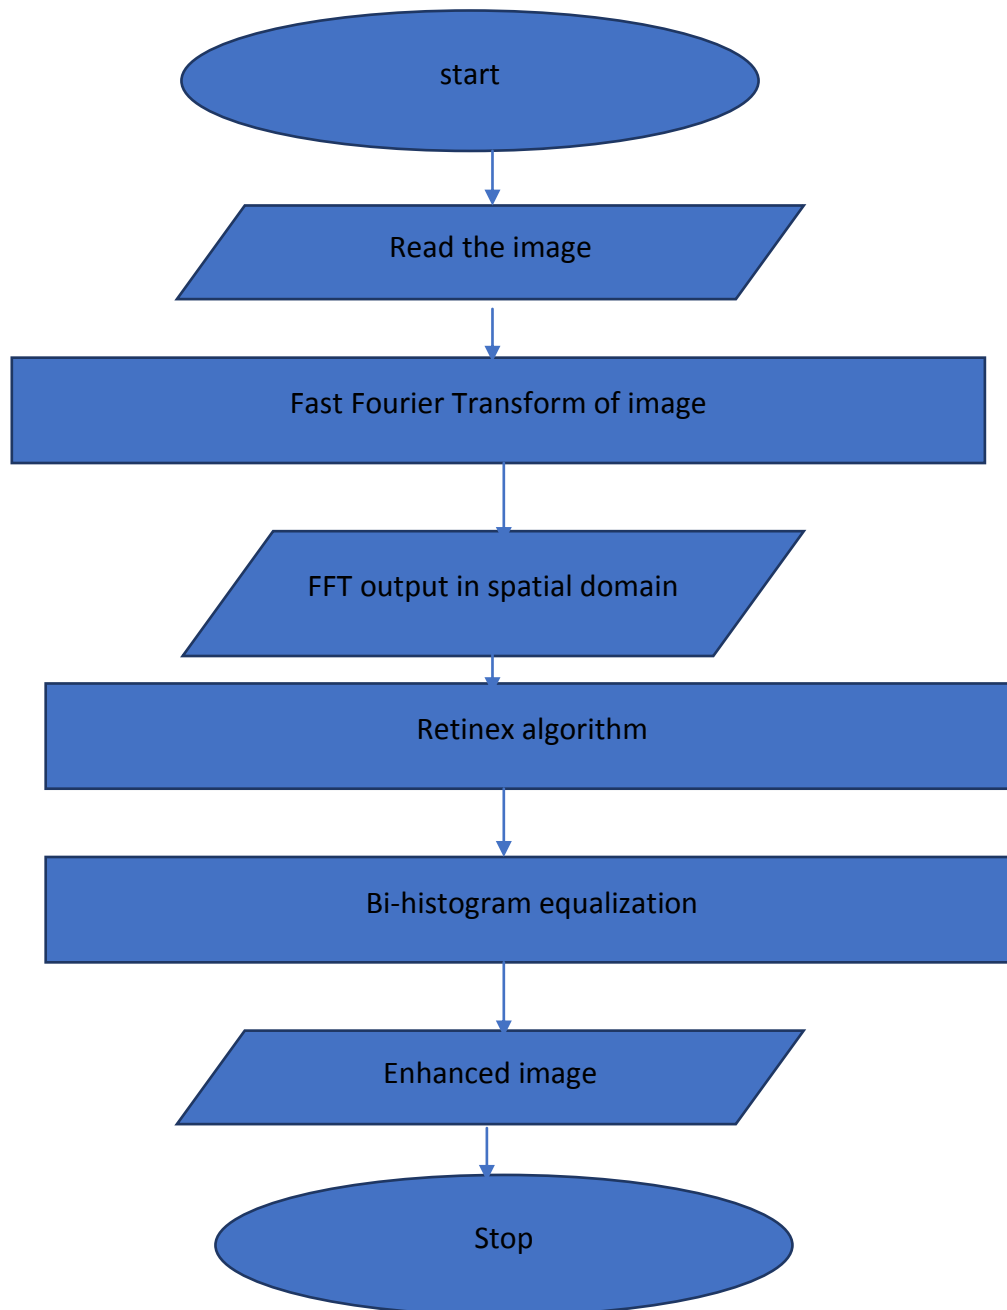 start
Read the image
Fast Fourier Transform of image
FFT output in spatial domain
Retinex algorithm
Bi-histogram equalization
Enhanced image
Stop